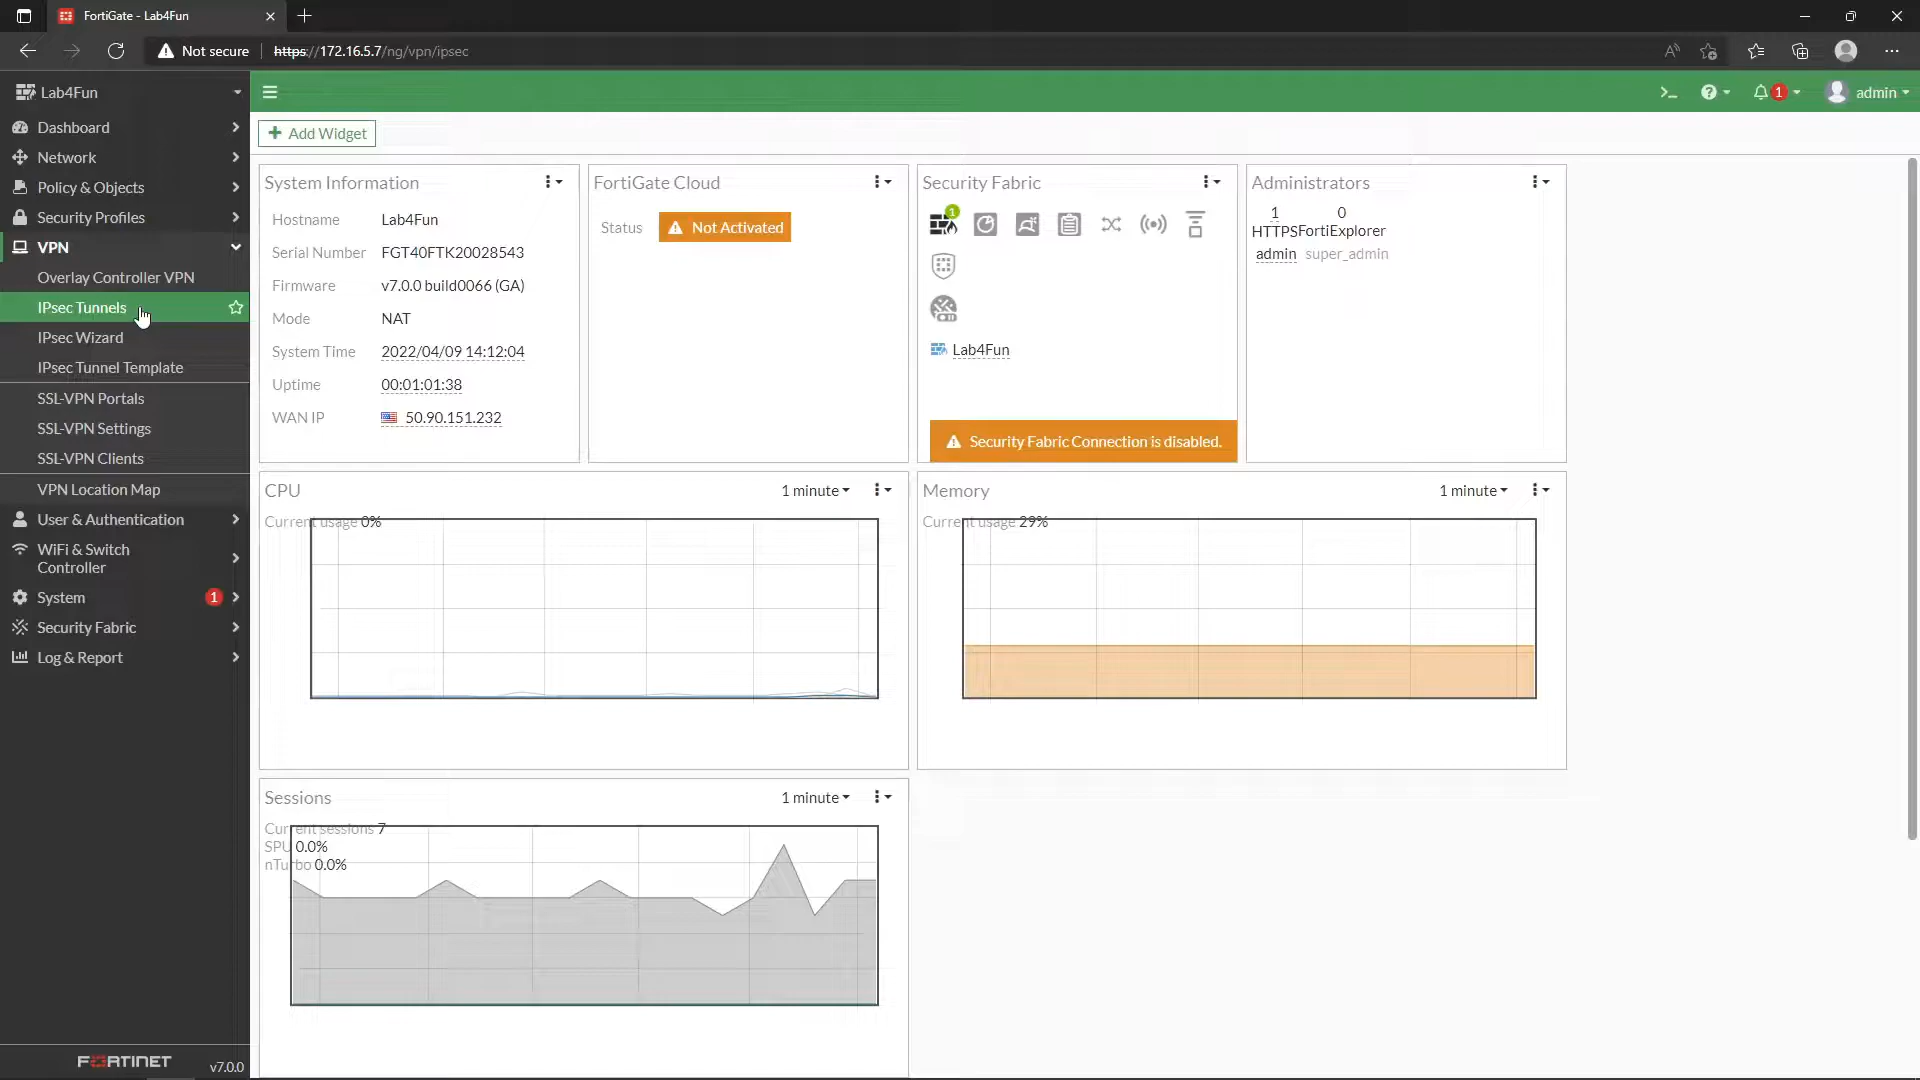 FortiGate - Lab4Fun
Not secure
https://172.16.5.7/ng/vpn/ipsec
Lab4Fun
admin
1
Dashboard
Network
Policy & Objects
Security Profiles
VPN
Overlay Controller VPN
IPsec Tunnels
IPsec Wizard
IPsec Tunnel Template
SSL-VPN Portals
SSL-VPN Settings
SSL-VPN Clients
VPN Location Map
User & Authentication
WiFi & Switch
Controller
System 1
Security Fabric
Log & Report
FORTINET
v7.0.0
Add Widget
System Information
Hostname Lab4Fun
Serial Number FGT40FTK20028543
Firmware v7.0.0 build0066 (GA)
Mode NAT
System Time 2022/04/09 14:12:04
Uptime 00:01:01:38
WAN IP 50.90.151.232
FortiGate Cloud
Status Not Activated
Security Fabric
1
Lab4Fun
Security Fabric Connection is disabled.
Administrators
1 0
HTTPS FortiExplorer
admin super_admin
CPU 1 minute
Current usage 0%
Memory 1 minute
Current usage 29%
Sessions 1 minute
Current sessions 7
SPU 0.0%
nTurbo 0.0%